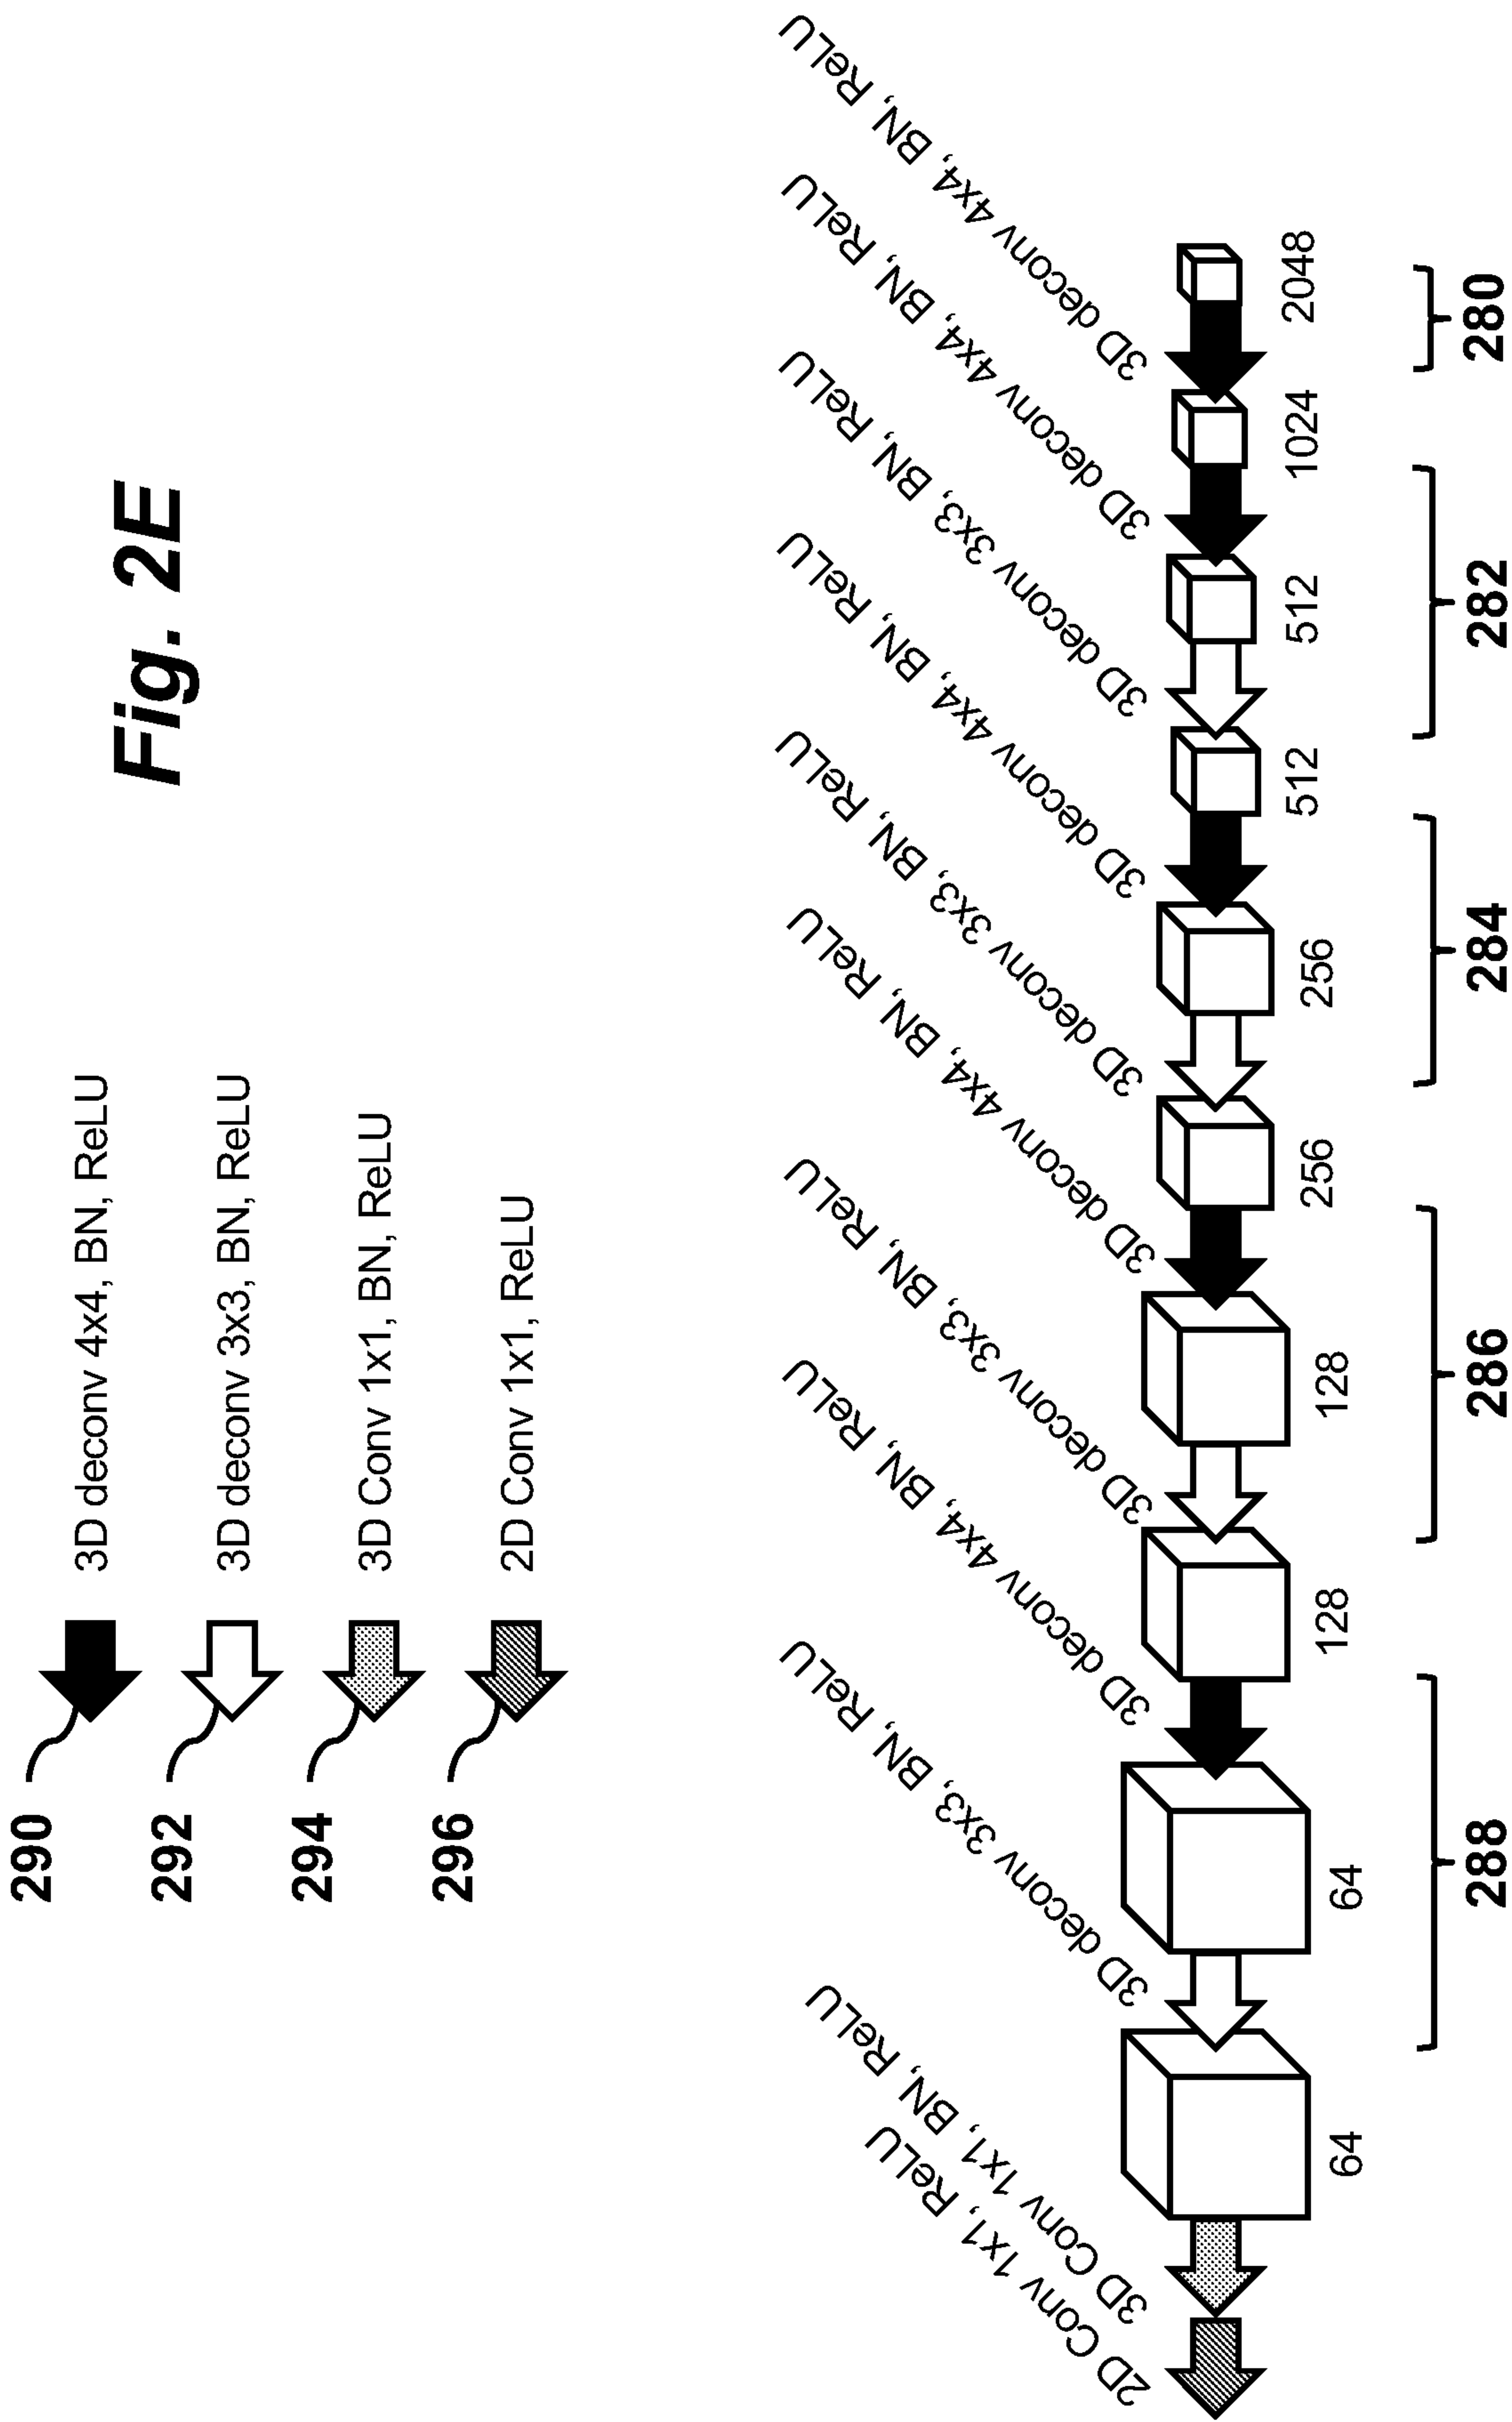 290
3D deconv 4x4, BN, ReLU
292
3D deconv 3x3, BN, ReLU
294
3D Conv 1x1, BN, ReLU
296
2D Conv 1x1, ReLU
Fig. 2E
2D Conv 1x1, ReLU
3D Conv 1x1, BN, ReLU
3D deconv 3x3, BN, ReLU
3D deconv 4x4, BN, ReLU
3D deconv 3x3, BN, ReLU
3D deconv 4x4, BN, ReLU
3D deconv 3x3, BN, ReLU
3D deconv 4x4, BN, ReLU
3D deconv 3x3, BN, ReLU
3D deconv 4x4, BN, ReLU
3D deconv 4x4, BN, ReLU
64
64
128
128
256
256
512
512
1024
2048
288
286
284
282
280